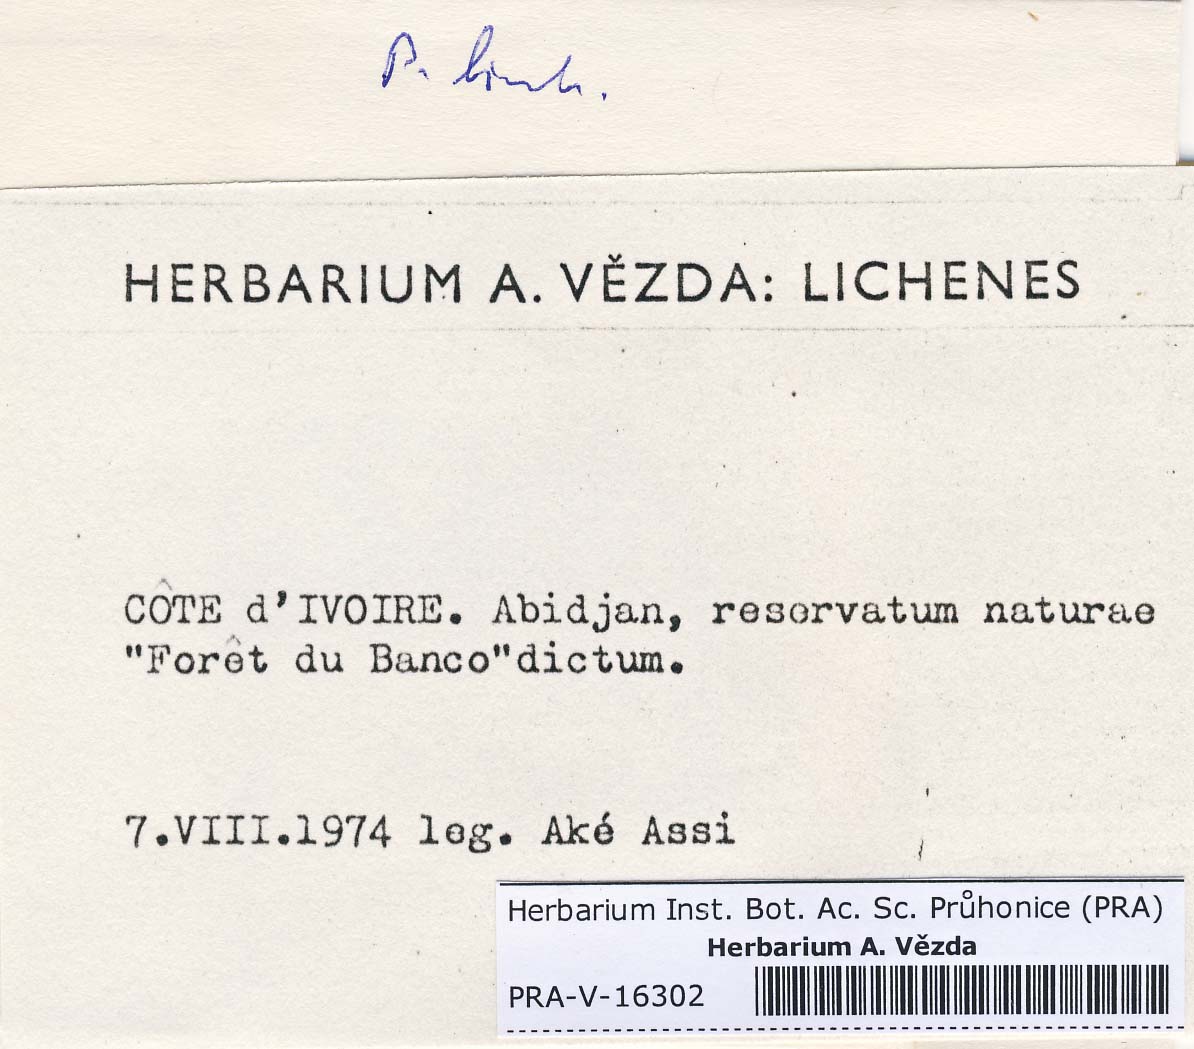 P.
HERBARIUM A. VĚZDA: LICHENES
CÔTE d'IVOIRE. Abidjan, reservatum naturae
"Forêt du Banco"dictum.
7.VIII.1974 leg. Aké Assi
Herbarium Inst. Bot. Ac. Sc. Průhonice (PRA)
Herbarium A. Vězda
PRA-V-16302